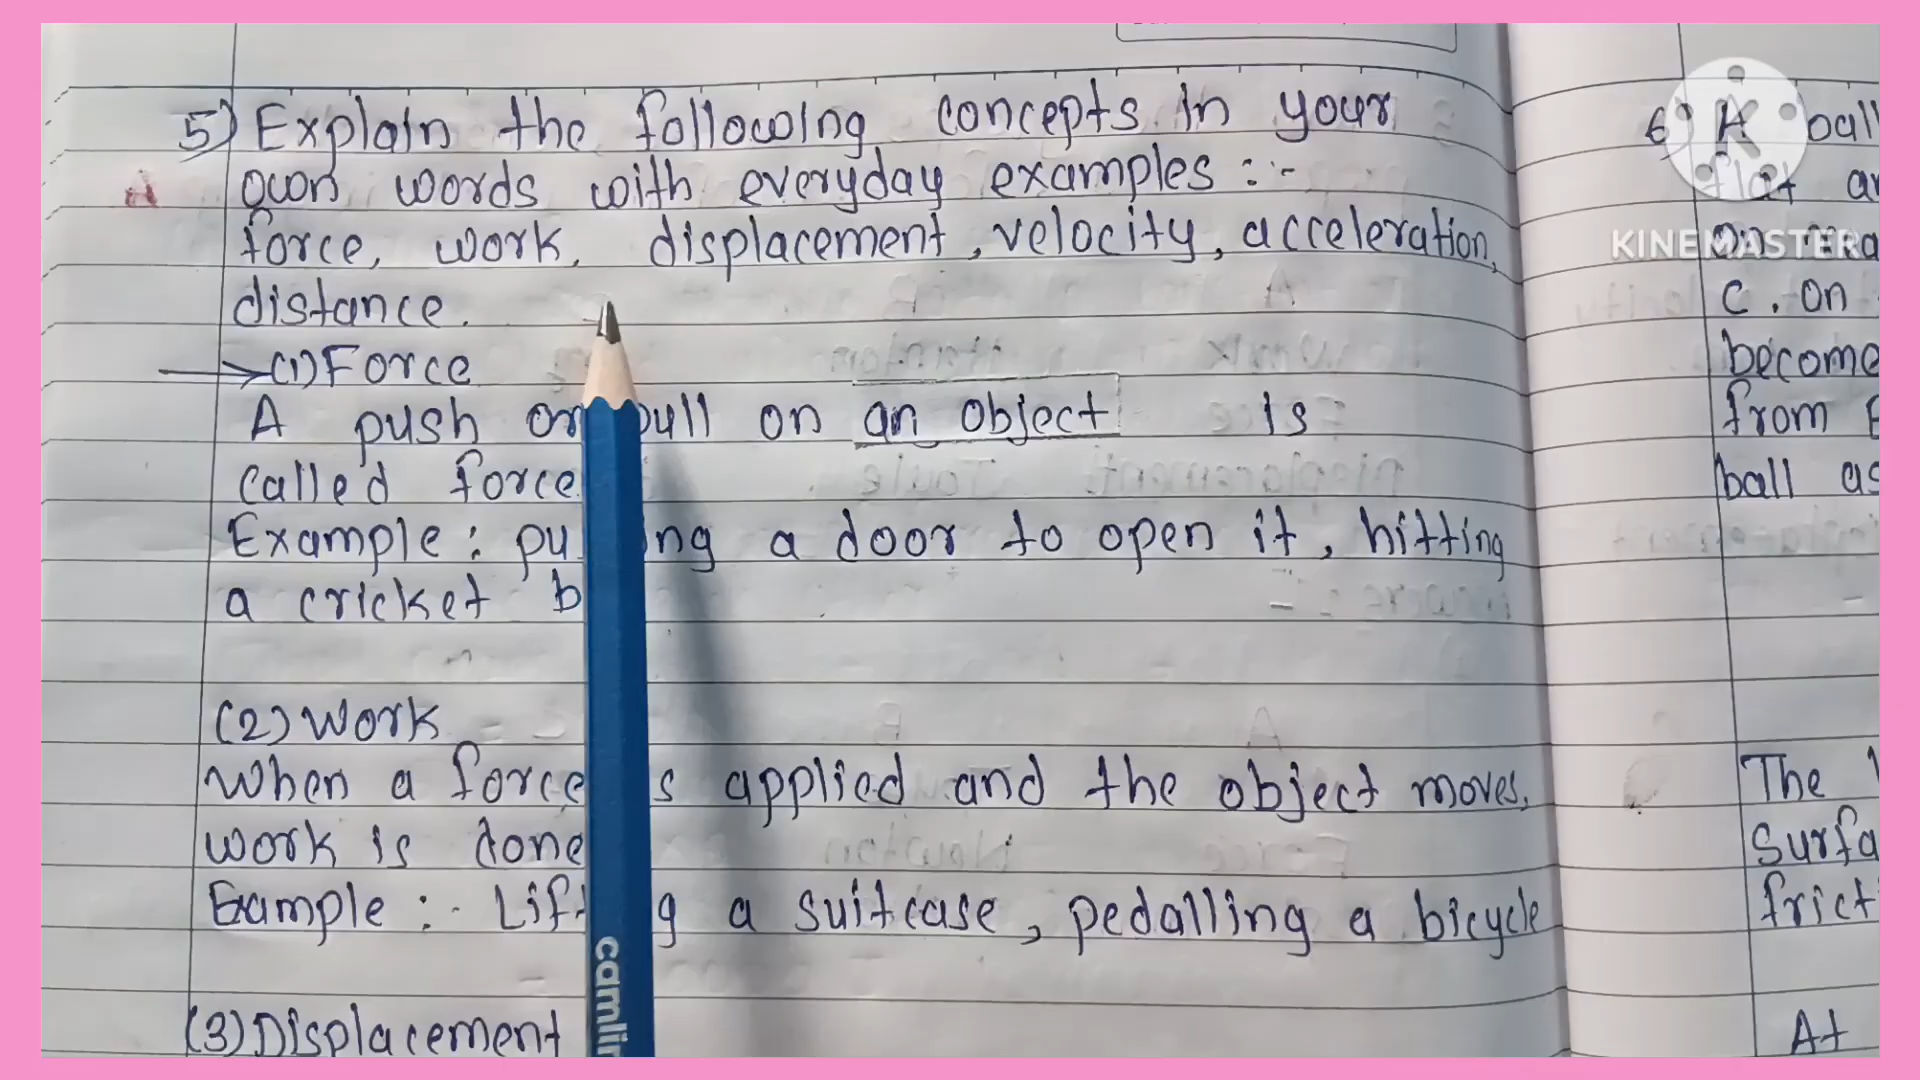 5) Explain the following concepts in your
own words with everyday examples :-
force, work, displacement, velocity, acceleration,
distance.
→ (1) Force
A push or pull on an object is
called force
Example : pu ng a door to open it, hitting
a cricket b
(2) Work
When a force s applied and the object moves,
work is done
Example :- Lif g a suitcase, pedalling a bicycle
(3) Displacement
camlin
6) A ball
flat
c. on
become
from
ball as
The
Surfa
frict
At
KINEMASTER